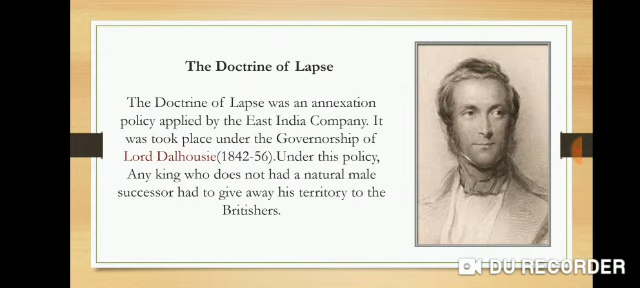 The Doctrine of Lapse
The Doctrine of Lapse was an annexation
policy applied by the East India Company. It
was took place under the Governorship of
Lord Dalhousie(1842-56).Under this policy,
Any king who does not had a natural male
successor had to give away his territory to the
Britishers.
DU RECORDER